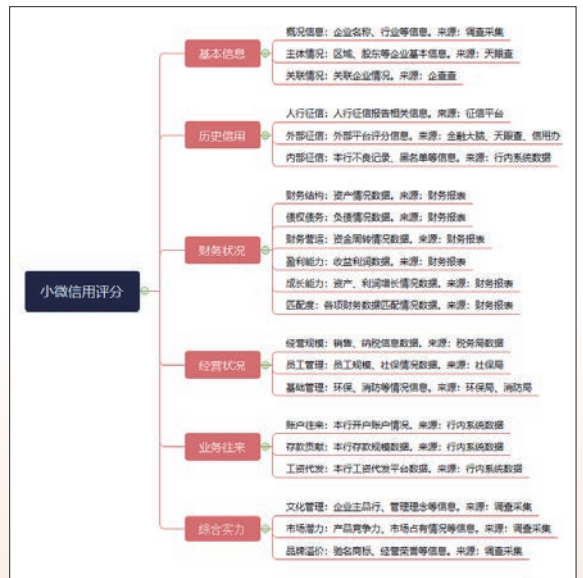 小微信用评分
基本信息
概况信息：企业名称、行业等信息。来源：调查采集
主体情况：区域、股东等企业基本信息。来源：天眼查
关联情况：关联企业情况。来源：企查查
历史信用
人行征信：人行征信报告相关信息。来源：征信平台
外部征信：外部平台评分信息。来源：金融大脑、天眼查、信用办
内部征信：本行不良记录、黑名单等信息。来源：行内系统数据
财务状况
财务结构：资产情况数据。来源：财务报表
债权债务：负债情况数据。来源：财务报表
财务营运：资金周转情况数据。来源：财务报表
盈利能力：收益利润数据。来源：财务报表
成长能力：资产、利润增长情况数据。来源：财务报表
匹配度：各项财务数据匹配情况数据。来源：财务报表
经营状况
经营规模：销售、纳税信息数据。来源：税务局数据
员工管理：员工规模、社保情况数据。来源：社保局
基础管理：环保、消防等情况信息。来源：环保局、消防局
业务往来
账户往来：本行开户账户情况。来源：行内系统数据
存款贡献：本行存款规模数据。来源：行内系统数据
工资代发：本行工资代发平台数据。来源：行内系统数据
综合实力
文化管理：企业主品行、管理理念等信息。来源：调查采集
市场潜力：产品竞争力、市场占有情况等信息。来源：调查采集
品牌溢价：驰名商标、经营荣誉等信息。来源：调查采集